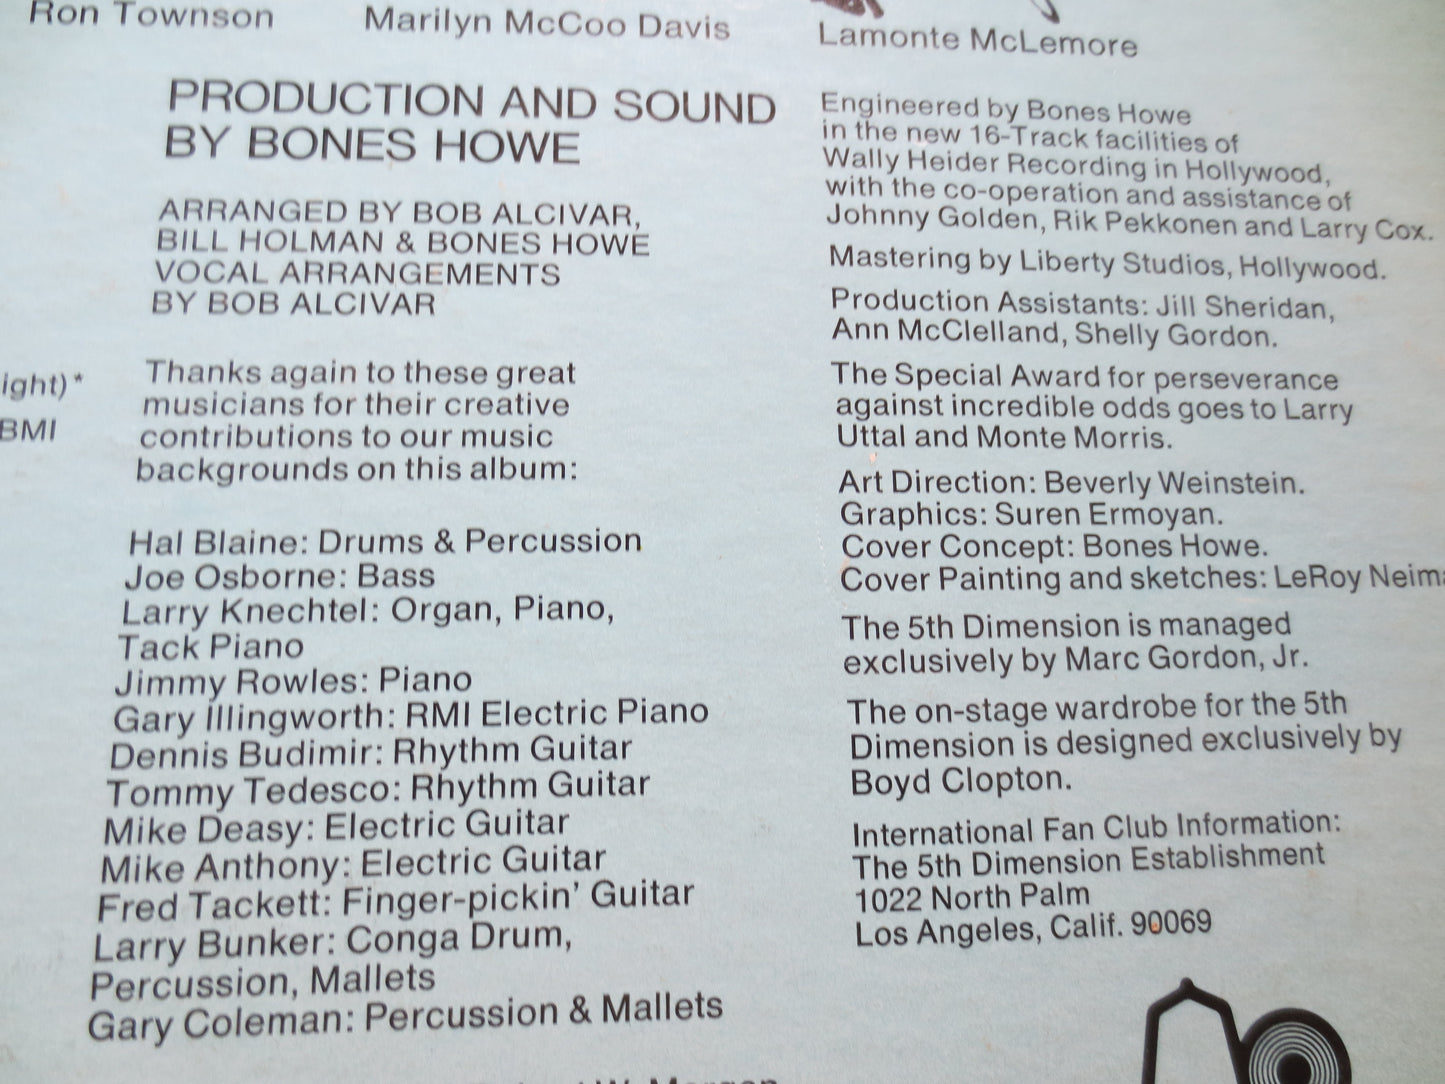 Ron Townson
Marilyn McCoo Davis
Lamonte McLemore
PRODUCTION AND SOUND
BY BONES HOWE
ARRANGED BY BOB ALCIVAR,
BILL HOLMAN & BONES HOWE
VOCAL ARRANGEMENTS
BY BOB ALCIVAR
ight)*
BMI
Thanks again to these great
musicians for their creative
contributions to our music
backgrounds on this album:
Hal Blaine: Drums & Percussion
Joe Osborne: Bass
Larry Knechtel: Organ, Piano,
Tack Piano
Jimmy Rowles: Piano
Gary Illingworth: RMI Electric Piano
Dennis Budimir: Rhythm Guitar
Tommy Tedesco: Rhythm Guitar
Mike Deasy: Electric Guitar
Mike Anthony: Electric Guitar
Fred Tackett: Finger-pickin' Guitar
Larry Bunker: Conga Drum,
Percussion, Mallets
Gary Coleman: Percussion & Mallets
Engineered by Bones Howe
in the new 16-Track facilities of
Wally Heider Recording in Hollywood,
with the co-operation and assistance of
Johnny Golden, Rik Pekkonen and Larry Cox.
Mastering by Liberty Studios, Hollywood.
Production Assistants: Jill Sheridan,
Ann McClelland, Shelly Gordon.
The Special Award for perseverance
against incredible odds goes to Larry
Uttal and Monte Morris.
Art Direction: Beverly Weinstein.
Graphics: Suren Ermoyan.
Cover Concept: Bones Howe.
Cover Painting and sketches: LeRoy Neim
The 5th Dimension is managed
exclusively by Marc Gordon, Jr.
The on-stage wardrobe for the 5th
Dimension is designed exclusively by
Boyd Clopton.
International Fan Club Information:
The 5th Dimension Establishment
1022 North Palm
Los Angeles, Calif. 90069